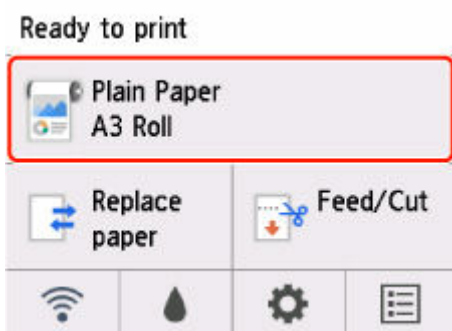 Ready to print
Plain Paper
A3 Roll
Replace
paper
Feed/Cut